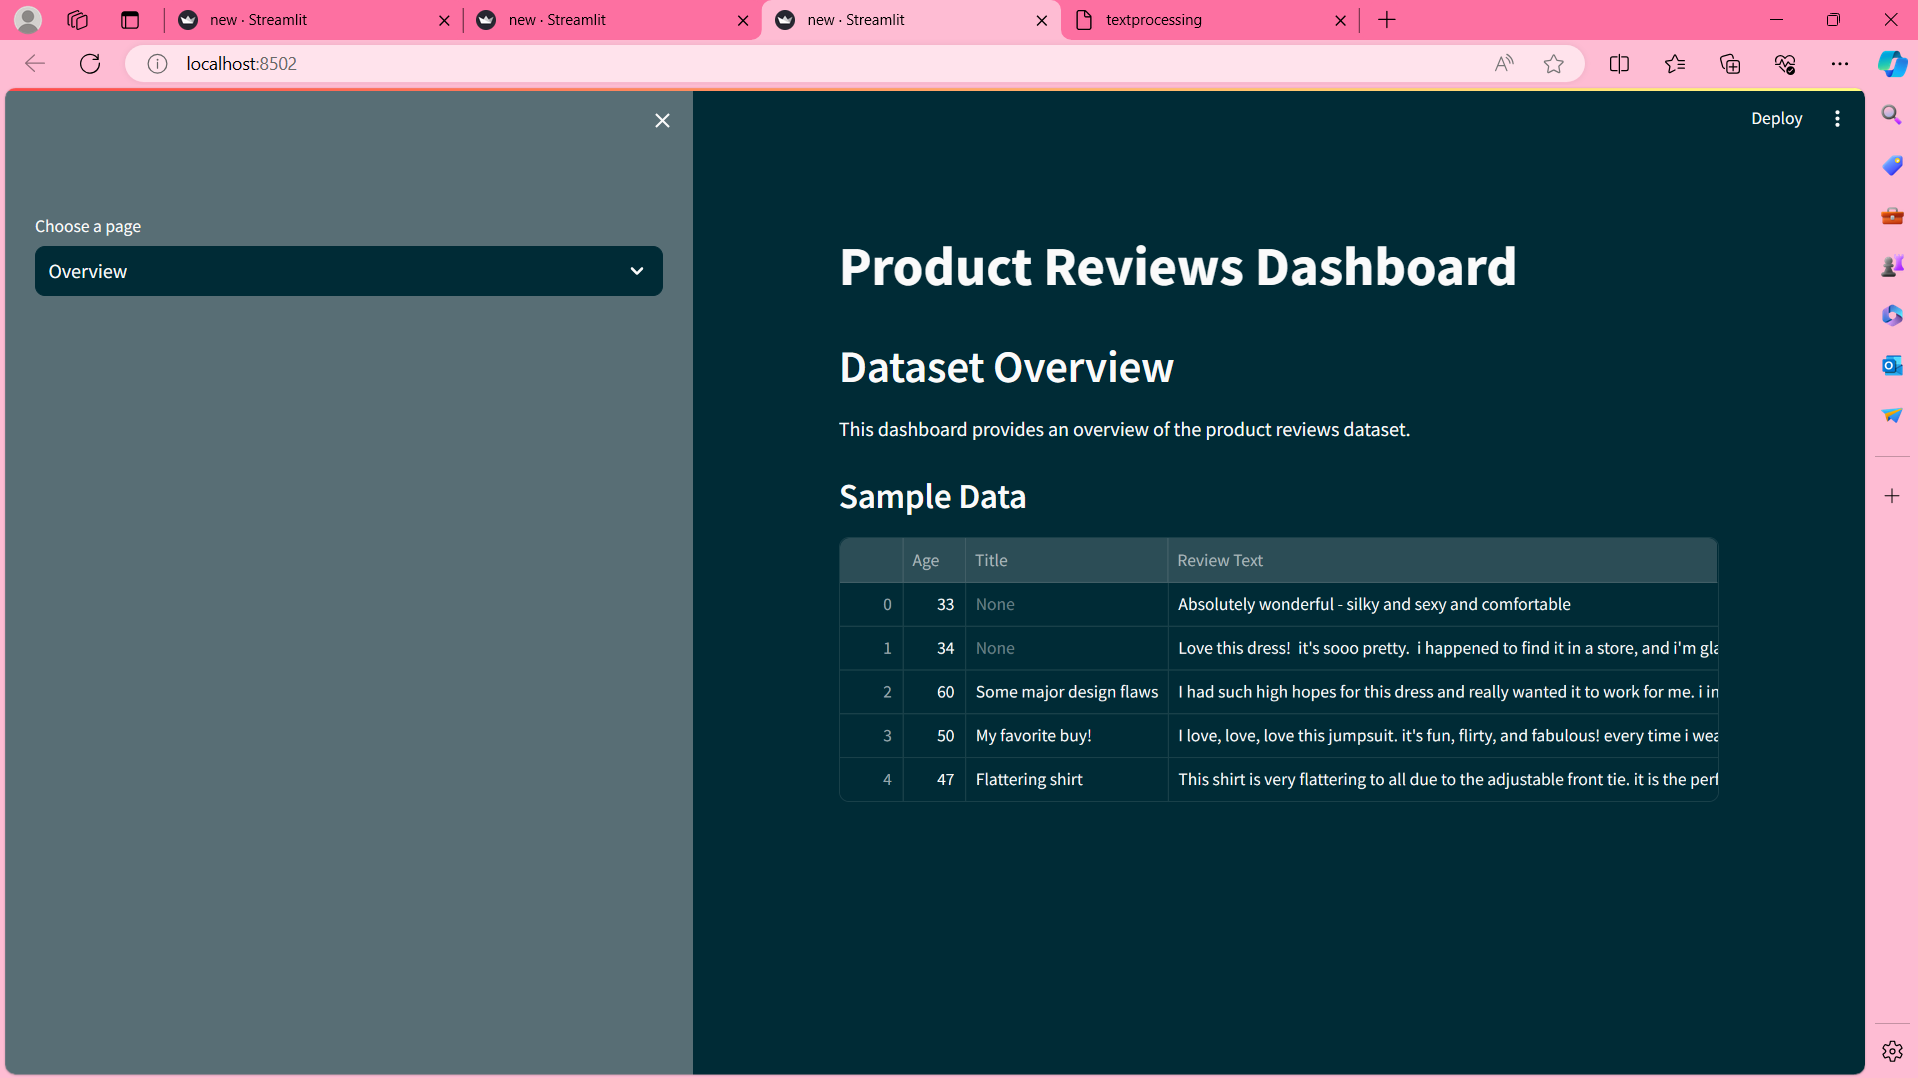 new · Streamlit
new · Streamlit
new · Streamlit
textprocessing
localhost:8502
Deploy
Choose a page
Overview
Product Reviews Dashboard
Dataset Overview
This dashboard provides an overview of the product reviews dataset.
Sample Data
Age Title Review Text
0 33 None Absolutely wonderful - silky and sexy and comfortable
1 34 None Love this dress!  it's sooo pretty.  i happened to find it in a store, and i'm gla
2 60 Some major design flaws I had such high hopes for this dress and really wanted it to work for me. i in
3 50 My favorite buy! I love, love, love this jumpsuit. it's fun, flirty, and fabulous! every time i wea
4 47 Flattering shirt This shirt is very flattering to all due to the adjustable front tie. it is the perf